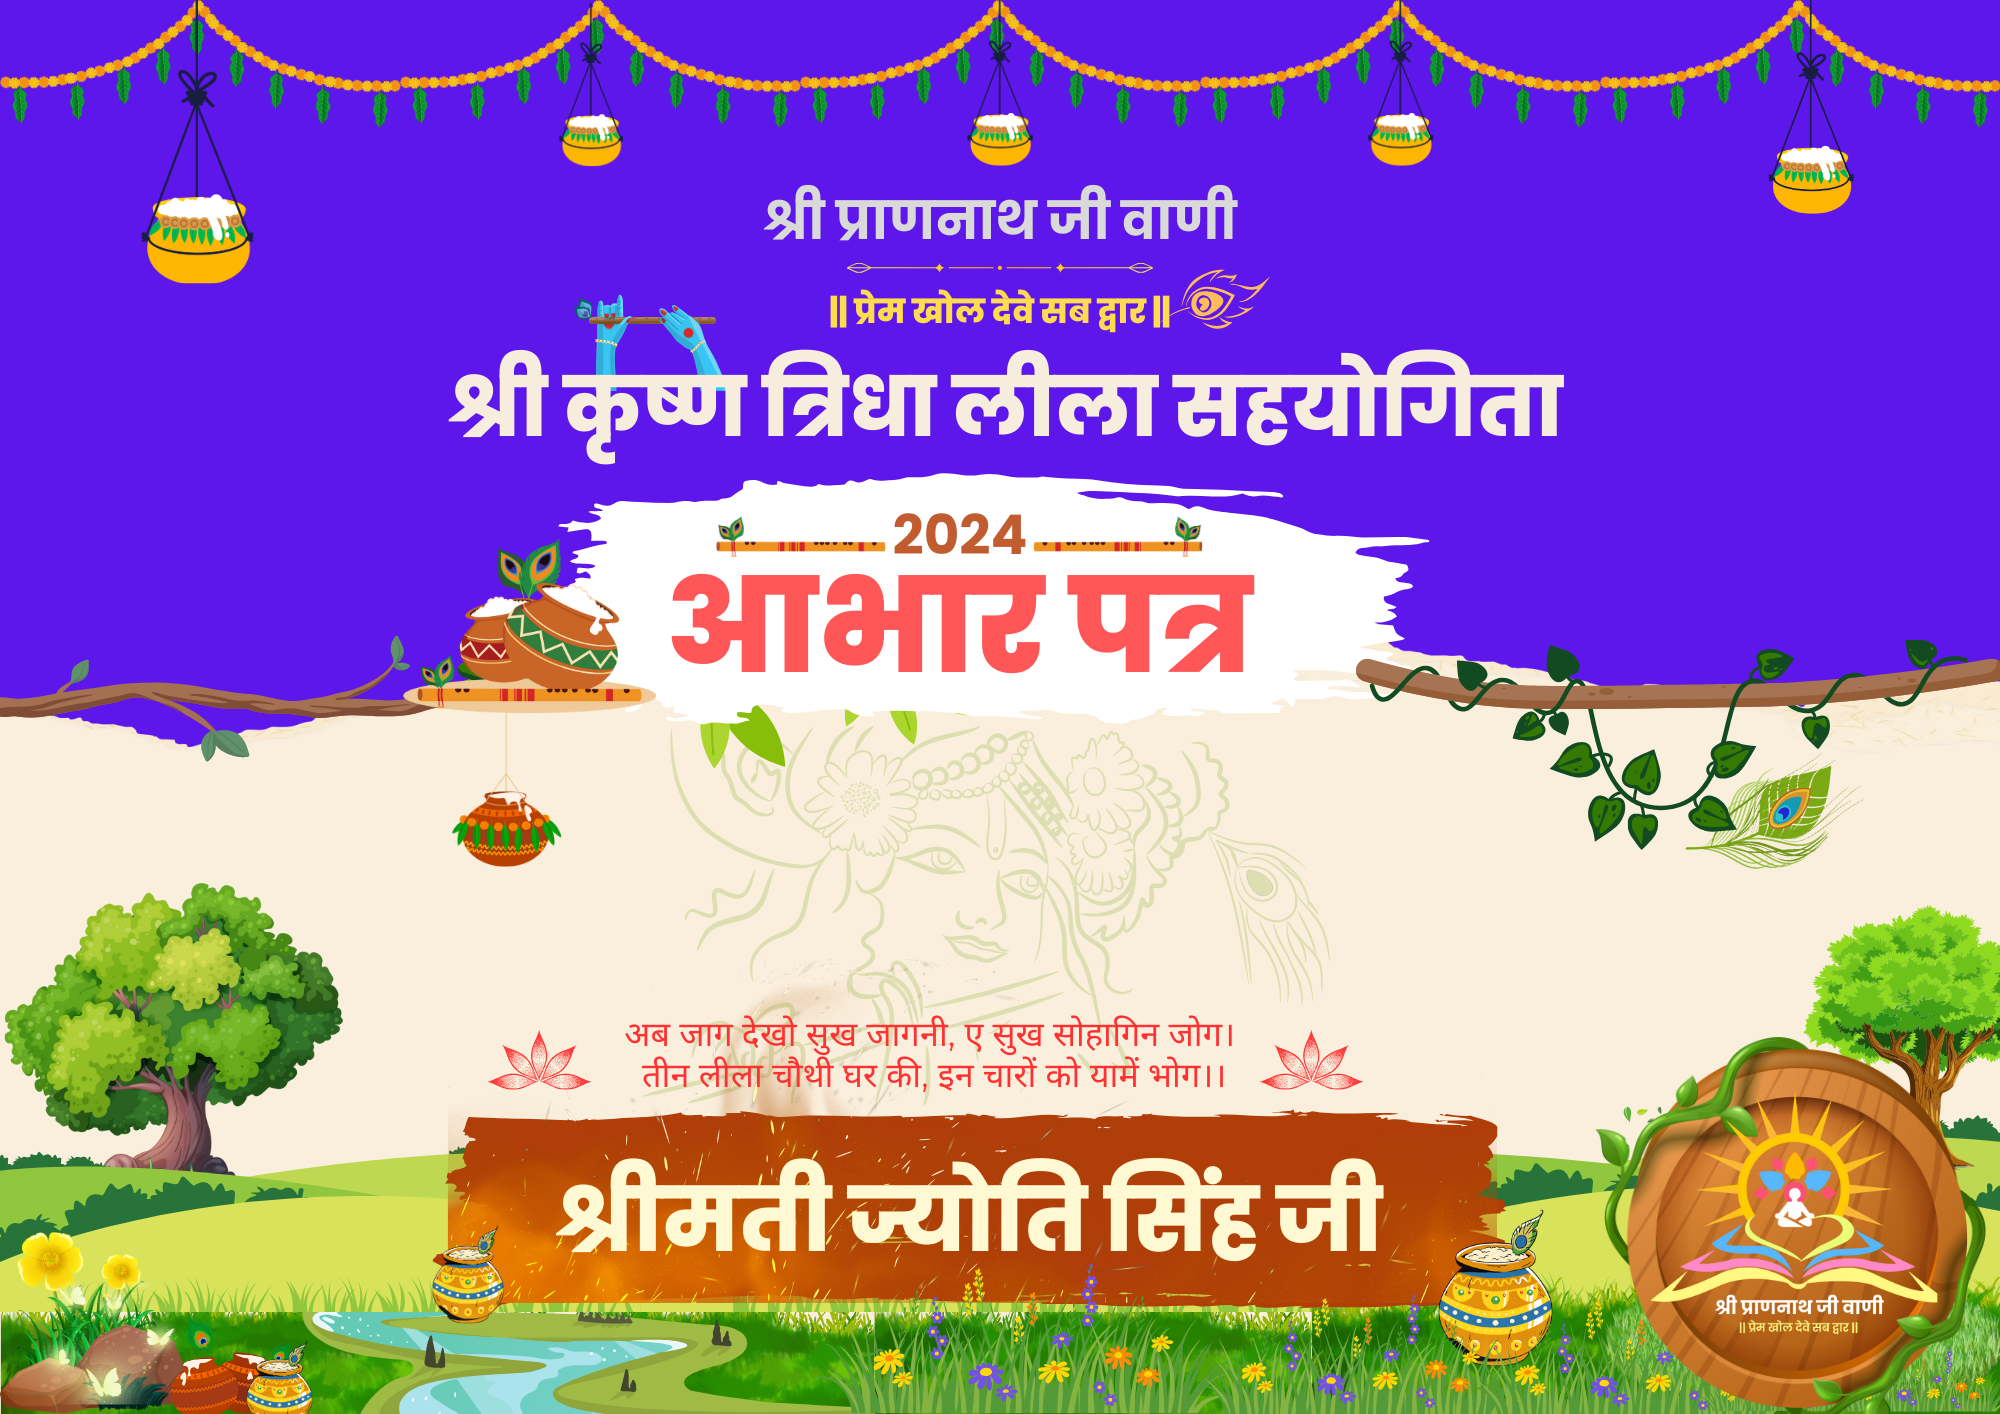 श्री प्राणनाथ जी वाणी
|| प्रेम खोल देवे सब द्वार ||
श्री कृष्ण त्रिधा लीला सहयोगिता
2024
आभार पत्र
अब जाग देखो सुख जागनी, ए सुख सोहागिन जोग।
तीन लीला चौथी घर की, इन चारों को यामें भोग।।
श्रीमती ज्योति सिंह जी
श्री प्राणनाथ जी वाणी
|| प्रेम खोल देवे सब द्वार ||